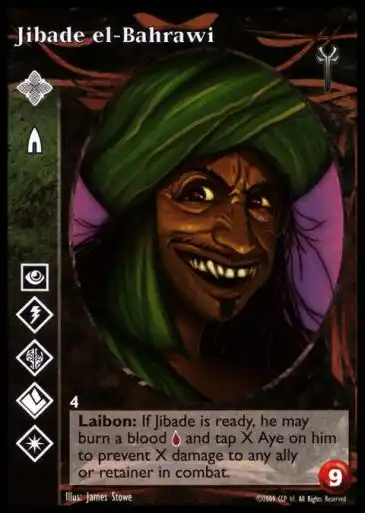 Jibade el-Bahrawi
4
Laibon: If Jibade is ready, he may
burn a blood and tap X Aye on him
to prevent X damage to any ally
or retainer in combat.
9
Illus: James Stowe
©2009 CCP hf. All Rights Reserved